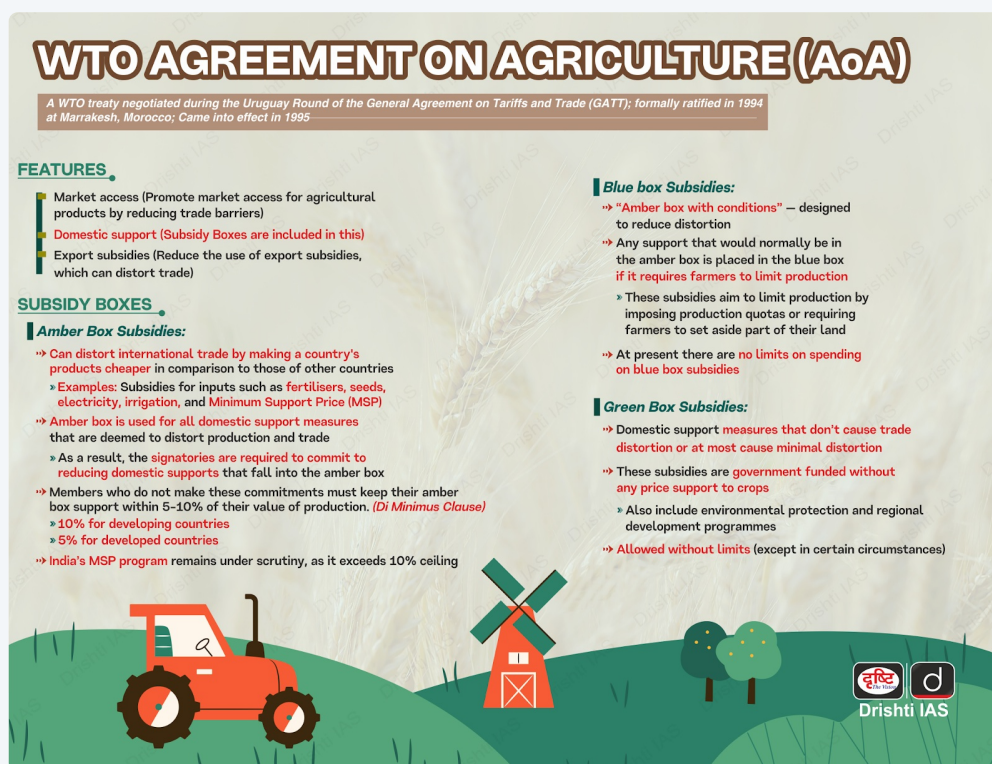 WTO AGREEMENT ON AGRICULTURE (AoA)
A WTO treaty negotiated during the Uruguay Round of the General Agreement on Tariffs and Trade (GATT); formally ratified in 1994
at Marrakesh, Morocco; Came into effect in 1995
FEATURES
Market access (Promote market access for agricultural
products by reducing trade barriers)
Domestic support (Subsidy Boxes are included in this)
Export subsidies (Reduce the use of export subsidies,
which can distort trade)
SUBSIDY BOXES
Amber Box Subsidies:
Can distort international trade by making a country's
products cheaper in comparison to those of other countries
Examples: Subsidies for inputs such as fertilisers, seeds,
electricity, irrigation, and Minimum Support Price (MSP)
Amber box is used for all domestic support measures
that are deemed to distort production and trade
As a result, the signatories are required to commit to
reducing domestic supports that fall into the amber box
Members who do not make these commitments must keep their amber
box support within 5-10% of their value of production. (Di Minimus Clause)
10% for developing countries
5% for developed countries
India's MSP program remains under scrutiny, as it exceeds 10% ceiling
Blue box Subsidies:
“Amber box with conditions” — designed
to reduce distortion
Any support that would normally be in
the amber box is placed in the blue box
if it requires farmers to limit production
These subsidies aim to limit production by
imposing production quotas or requiring
farmers to set aside part of their land
At present there are no limits on spending
on blue box subsidies
Green Box Subsidies:
Domestic support measures that don't cause trade
distortion or at most cause minimal distortion
These subsidies are government funded without
any price support to crops
Also include environmental protection and regional
development programmes
Allowed without limits (except in certain circumstances)
दृष्टि
The Vision
d
Drishti IAS